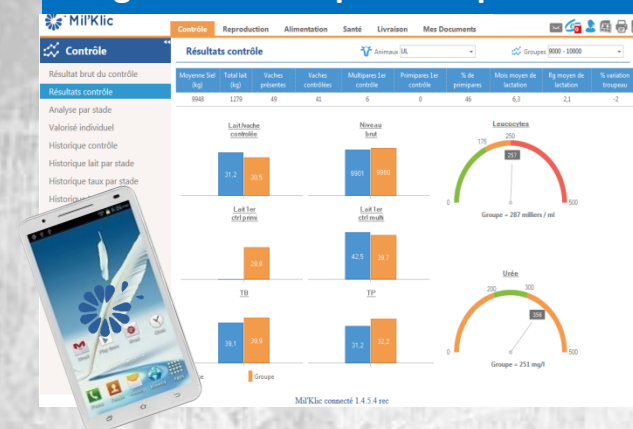 Mil'Klic
Contrôle Reproduction Alimentation Santé Livraison Mes Documents
Contrôle
Résultats contrôle
Animaux UL
Groupes 9000 - 10000
Résultat brut du contrôle
Résultats contrôle
Analyse par stade
Valorisé individuel
Historique contrôle
Historique lait par stade
Historique taux par stade
Moyenne 5el (kg) Total lait (kg) Vaches présentes Vaches contrôlées Multipares 1er contrôle Primipares 1er contrôle % de primipares Mois moyen de lactation Rg moyen de lactation % variation troupeau
9948 1279 49 41 6 0 46 6,3 2,1 -2
Lait/vache contrôlée
31,2 30,5
Niveau brut
9901 9980
Leucocytes
0 175 250 500
257
Groupe = 207 milliers / ml
Lait 1er ctrl primi
28,8
Lait 1er ctrl multi
42,5 39,7
TB
39,1 39,9
TP
31,2 32,2
Urée
0 200 300 500
356
Groupe = 251 mg/l
Groupe
Mil'Klic connecté 1.4.5.4 rec